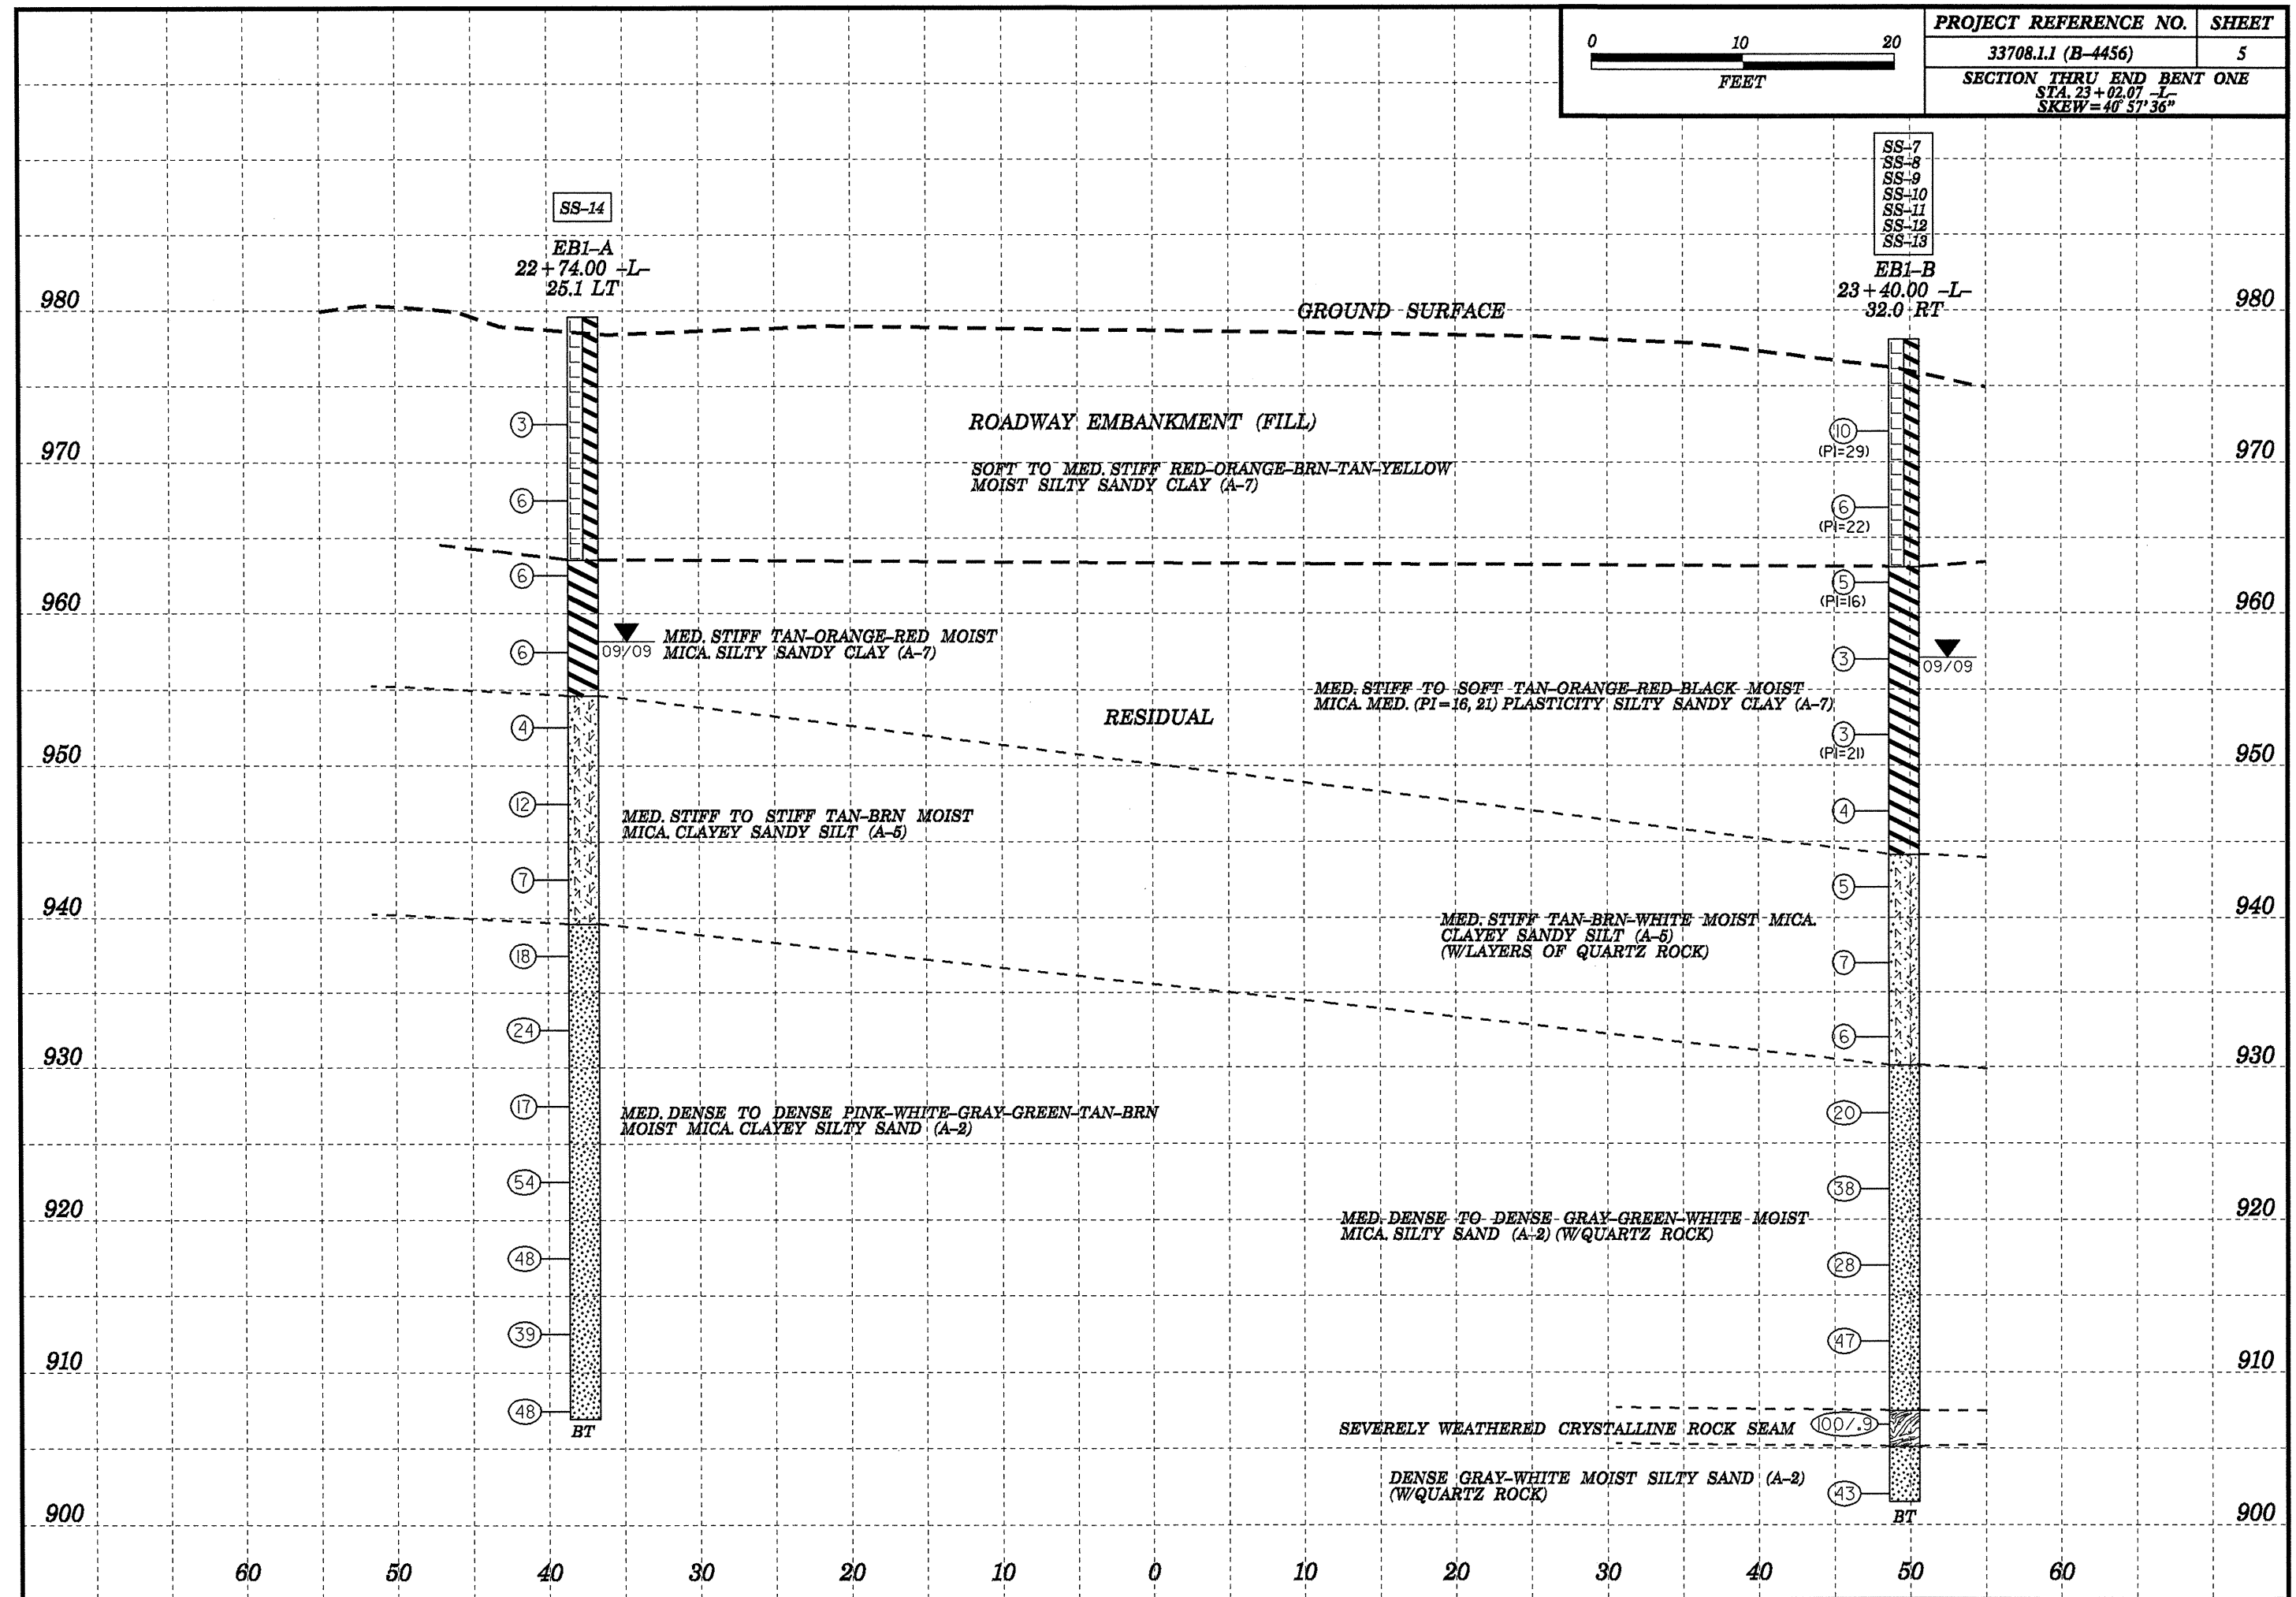 0 10 20
FEET
PROJECT REFERENCE NO. SHEET
33708.1.1 (B-4456) 5
SECTION THRU END BENT ONE
STA. 23+02.07 -L-
SKEW=40° 57' 36"
SS-14
EB1-A
22+74.00 -L-
25.1 LT
SS-7
SS-8
SS-9
SS-10
SS-11
SS-12
SS-13
EB1-B
23+40.00 -L-
32.0 RT
980 GROUND SURFACE 980
3 ROADWAY EMBANKMENT (FILL) 10
(PI=29)
970 970
SOFT TO MED. STIFF RED-ORANGE-BRN-TAN-YELLOW
MOIST SILTY SANDY CLAY (A-7)
6 6
(PI=22)
6 5
(PI=16)
960 960
MED. STIFF TAN-ORANGE-RED MOIST
MICA. SILTY SANDY CLAY (A-7)
6 09/09 3 09/09
MED. STIFF TO SOFT TAN-ORANGE-RED-BLACK MOIST
MICA. MED. (PI=16, 21) PLASTICITY SILTY SANDY CLAY (A-7)
RESIDUAL
4 3
(PI=21)
950 950
12 4
MED. STIFF TO STIFF TAN-BRN MOIST
MICA. CLAYEY SANDY SILT (A-5)
7 5
940 940
MED. STIFF TAN-BRN-WHITE MOIST MICA.
CLAYEY SANDY SILT (A-5)
(W/LAYERS OF QUARTZ ROCK)
18 7
24 6
930 930
17 20
MED. DENSE TO DENSE PINK-WHITE-GRAY-GREEN-TAN-BRN
MOIST MICA. CLAYEY SILTY SAND (A-2)
54 38
920 920
MED. DENSE TO DENSE GRAY-GREEN-WHITE MOIST
MICA. SILTY SAND (A-2) (W/QUARTZ ROCK)
48 28
39 47
910 910
48
BT
SEVERELY WEATHERED CRYSTALLINE ROCK SEAM 100/.9
DENSE GRAY-WHITE MOIST SILTY SAND (A-2)
(W/QUARTZ ROCK)
43
BT
900 900
60 50 40 30 20 10 0 10 20 30 40 50 60